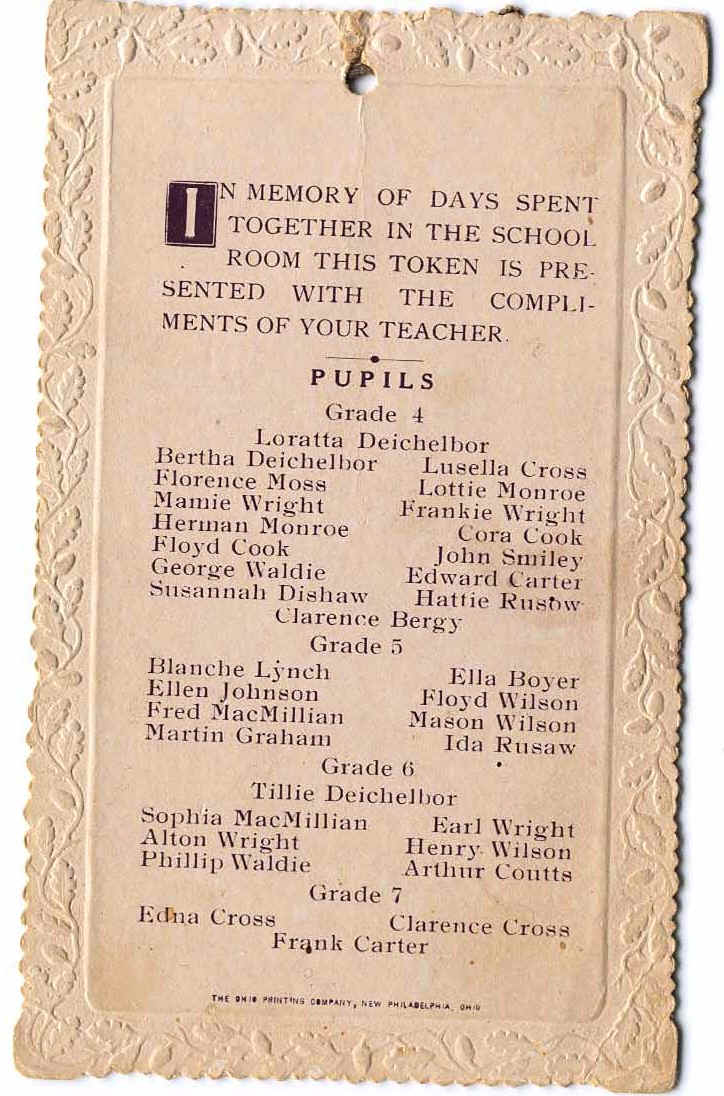 IN MEMORY OF DAYS SPENT
TOGETHER IN THE SCHOOL
ROOM THIS TOKEN IS PRE-
SENTED WITH THE COMPLI-
MENTS OF YOUR TEACHER.
PUPILS
Grade 4
Loratta Deichelbor
Bertha Deichelbor Lusella Cross
Florence Moss Lottie Monroe
Mamie Wright Frankie Wright
Herman Monroe Cora Cook
Floyd Cook John Smiley
George Waldie Edward Carter
Susannah Dishaw Hattie Rusow
Clarence Bergy
Grade 5
Blanche Lynch Ella Boyer
Ellen Johnson Floyd Wilson
Fred MacMillian Mason Wilson
Martin Graham Ida Rusaw
Grade 6
Tillie Deichelbor
Sophia MacMillian Earl Wright
Alton Wright Henry Wilson
Phillip Waldie Arthur Coutts
Grade 7
Edna Cross Clarence Cross
Frank Carter
THE OHIO PRINTING COMPANY, NEW PHILADELPHIA, OHIO